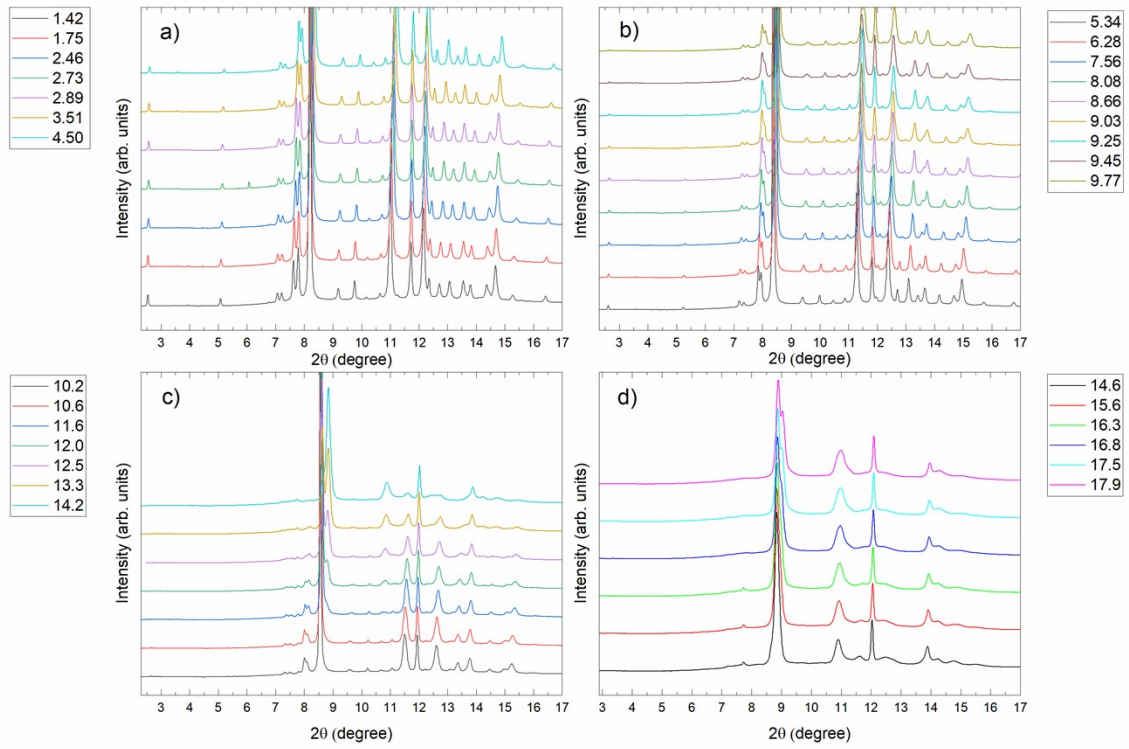 1.42
1.75
2.46
2.73
2.89
3.51
4.50
a)
Intensity (arb. units)
3 4 5 6 7 8 9 10 11 12 13 14 15 16 17
2θ (degree)
b)
Intensity (arb. units)
3 4 5 6 7 8 9 10 11 12 13 14 15 16 17
2θ (degree)
5.34
6.28
7.56
8.08
8.66
9.03
9.25
9.45
9.77
10.2
10.6
11.6
12.0
12.5
13.3
14.2
c)
Intensity (arb. units)
3 4 5 6 7 8 9 10 11 12 13 14 15 16 17
2θ (degree)
d)
Intensity (arb. units)
3 4 5 6 7 8 9 10 11 12 13 14 15 16 17
2θ (degree)
14.6
15.6
16.3
16.8
17.5
17.9